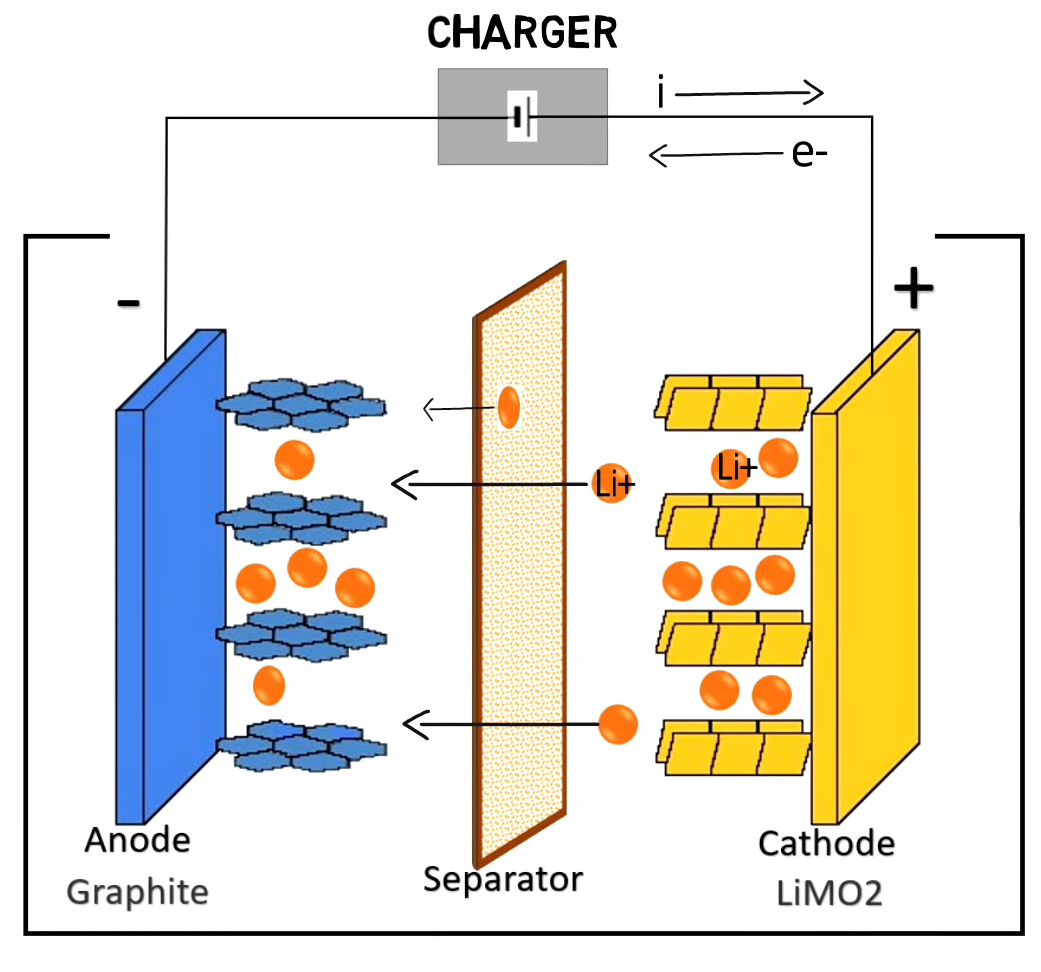 CHARGER
i
e-
-
+
Li+
Li+
Anode
Graphite
Separator
Cathode
LiMO2